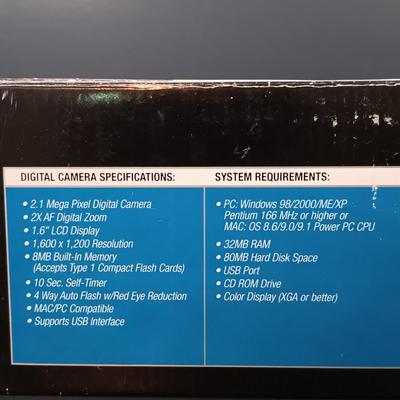 DIGITAL CAMERA SPECIFICATIONS:
• 2.1 Mega Pixel Digital Camera
• 2X AF Digital Zoom
• 1.6" LCD Display
• 1,600 x 1,200 Resolution
• 8MB Built-In Memory
(Accepts Type 1 Compact Flash Cards)
• 10 Sec. Self-Timer
• 4 Way Auto Flash w/Red Eye Reduction
• MAC/PC Compatible
• Supports USB Interface
SYSTEM REQUIREMENTS:
• PC: Windows 98/2000/ME/XP
Pentium 166 MHz or higher or
MAC: OS 8.6/9.0/9.1 Power PC CPU
• 32MB RAM
• 80MB Hard Disk Space
• USB Port
• CD ROM Drive
• Color Display (XGA or better)